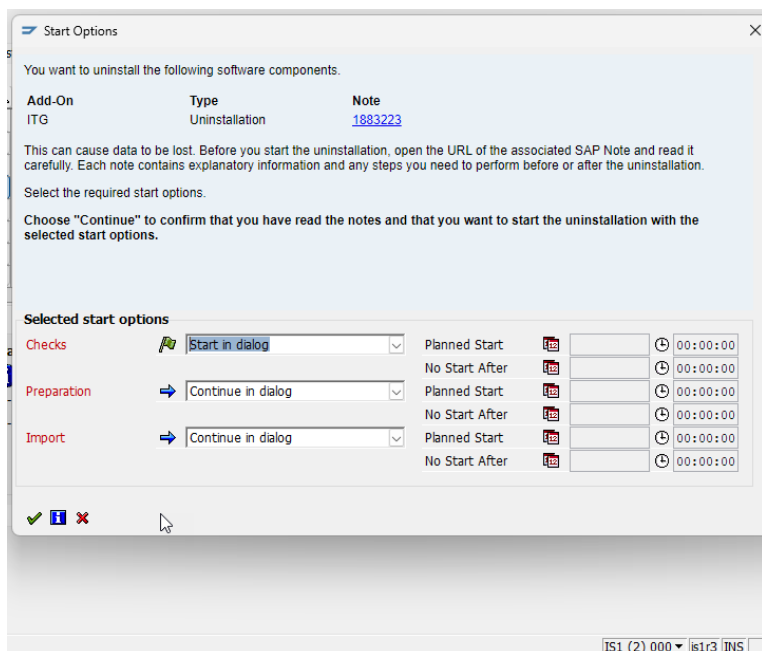 Start Options
You want to uninstall the following software components.
Add-On Type Note
ITG Uninstallation 1883223
This can cause data to be lost. Before you start the uninstallation, open the URL of the associated SAP Note and read it
carefully. Each note contains explanatory information and any steps you need to perform before or after the uninstallation.
Select the required start options.
Choose "Continue" to confirm that you have read the notes and that you want to start the uninstallation with the
selected start options.
Selected start options
Checks Start in dialog Planned Start 00:00:00
No Start After 00:00:00
Preparation Continue in dialog Planned Start 00:00:00
No Start After 00:00:00
Import Continue in dialog Planned Start 00:00:00
No Start After 00:00:00
IS1 (2) 000 is1r3 INS